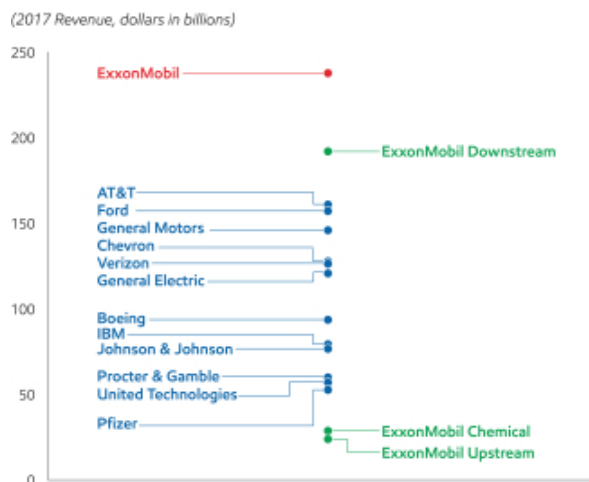 (2017 Revenue, dollars in billions)
250
ExxonMobil
200
ExxonMobil Downstream
AT&T
Ford
150
General Motors
Chevron
Verizon
General Electric
100
Boeing
IBM
Johnson & Johnson
Procter & Gamble
50
United Technologies
Pfizer
ExxonMobil Chemical
ExxonMobil Upstream
0